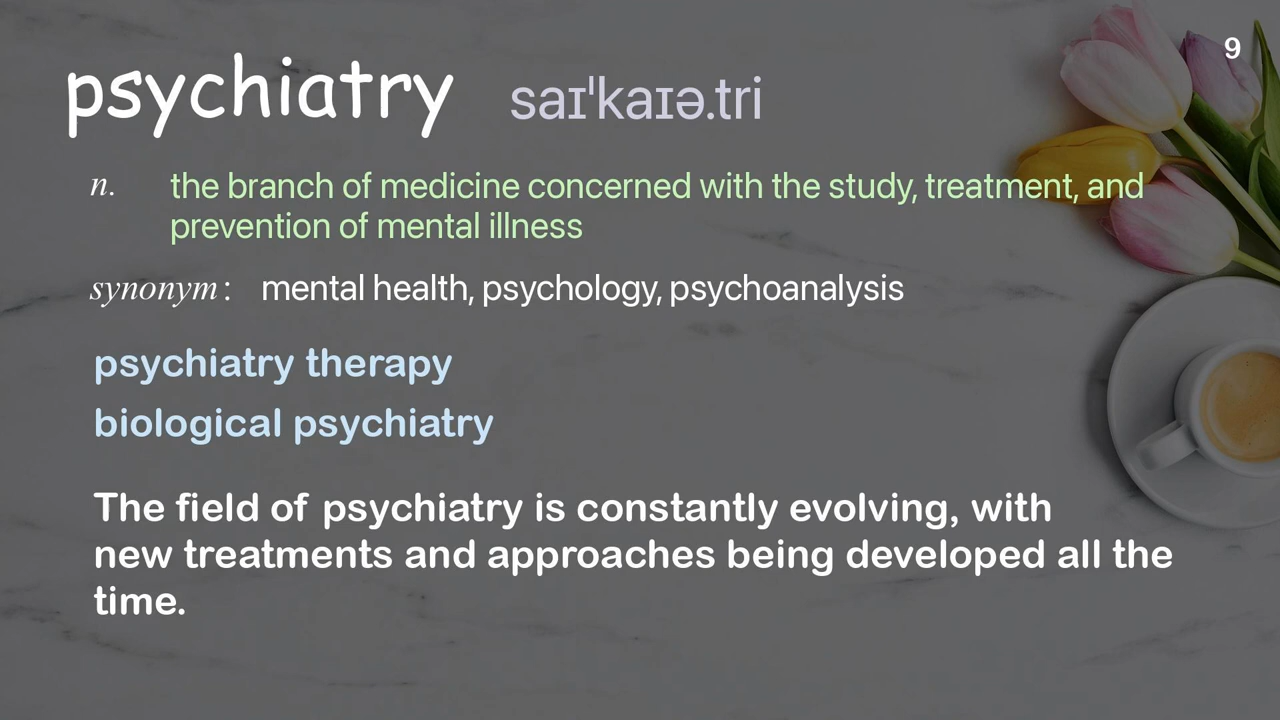 9
psychiatry saɪˈkaɪə.tri
n. the branch of medicine concerned with the study, treatment, and
prevention of mental illness
synonym: mental health, psychology, psychoanalysis
psychiatry therapy
biological psychiatry
The field of psychiatry is constantly evolving, with
new treatments and approaches being developed all the
time.